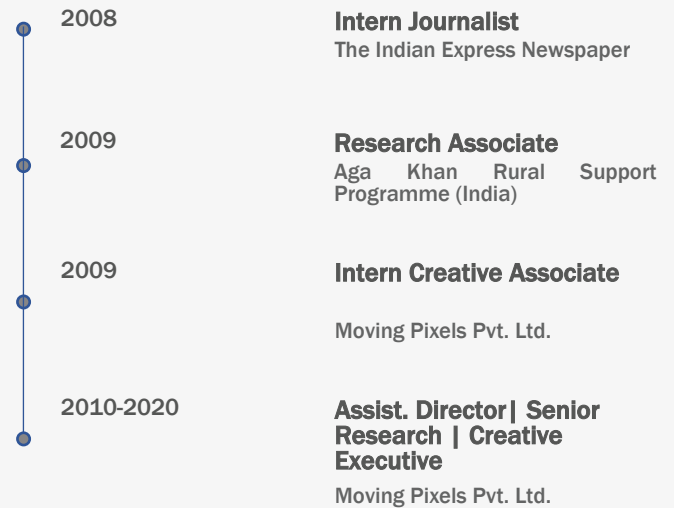 2008
Intern Journalist
The Indian Express Newspaper
2009
Research Associate
Aga Khan Rural Support
Programme (India)
2009
Intern Creative Associate
Moving Pixels Pvt. Ltd.
2010-2020
Assist. Director| Senior
Research | Creative
Executive
Moving Pixels Pvt. Ltd.